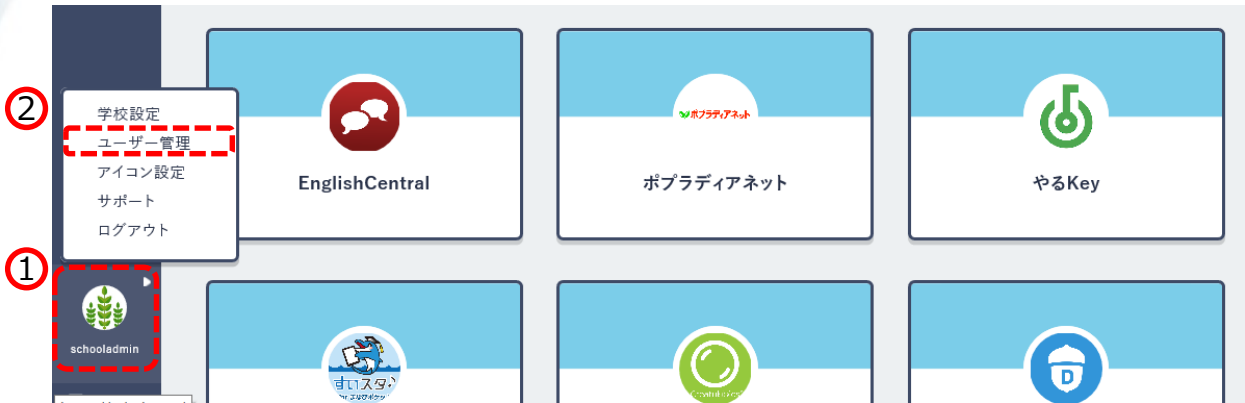 ②
学校設定
ユーザー管理
アイコン設定
サポート
ログアウト
①
schooladmin
EnglishCentral
ポプラディアネット
ポプラディアネット
やるKey
すいスタ
D